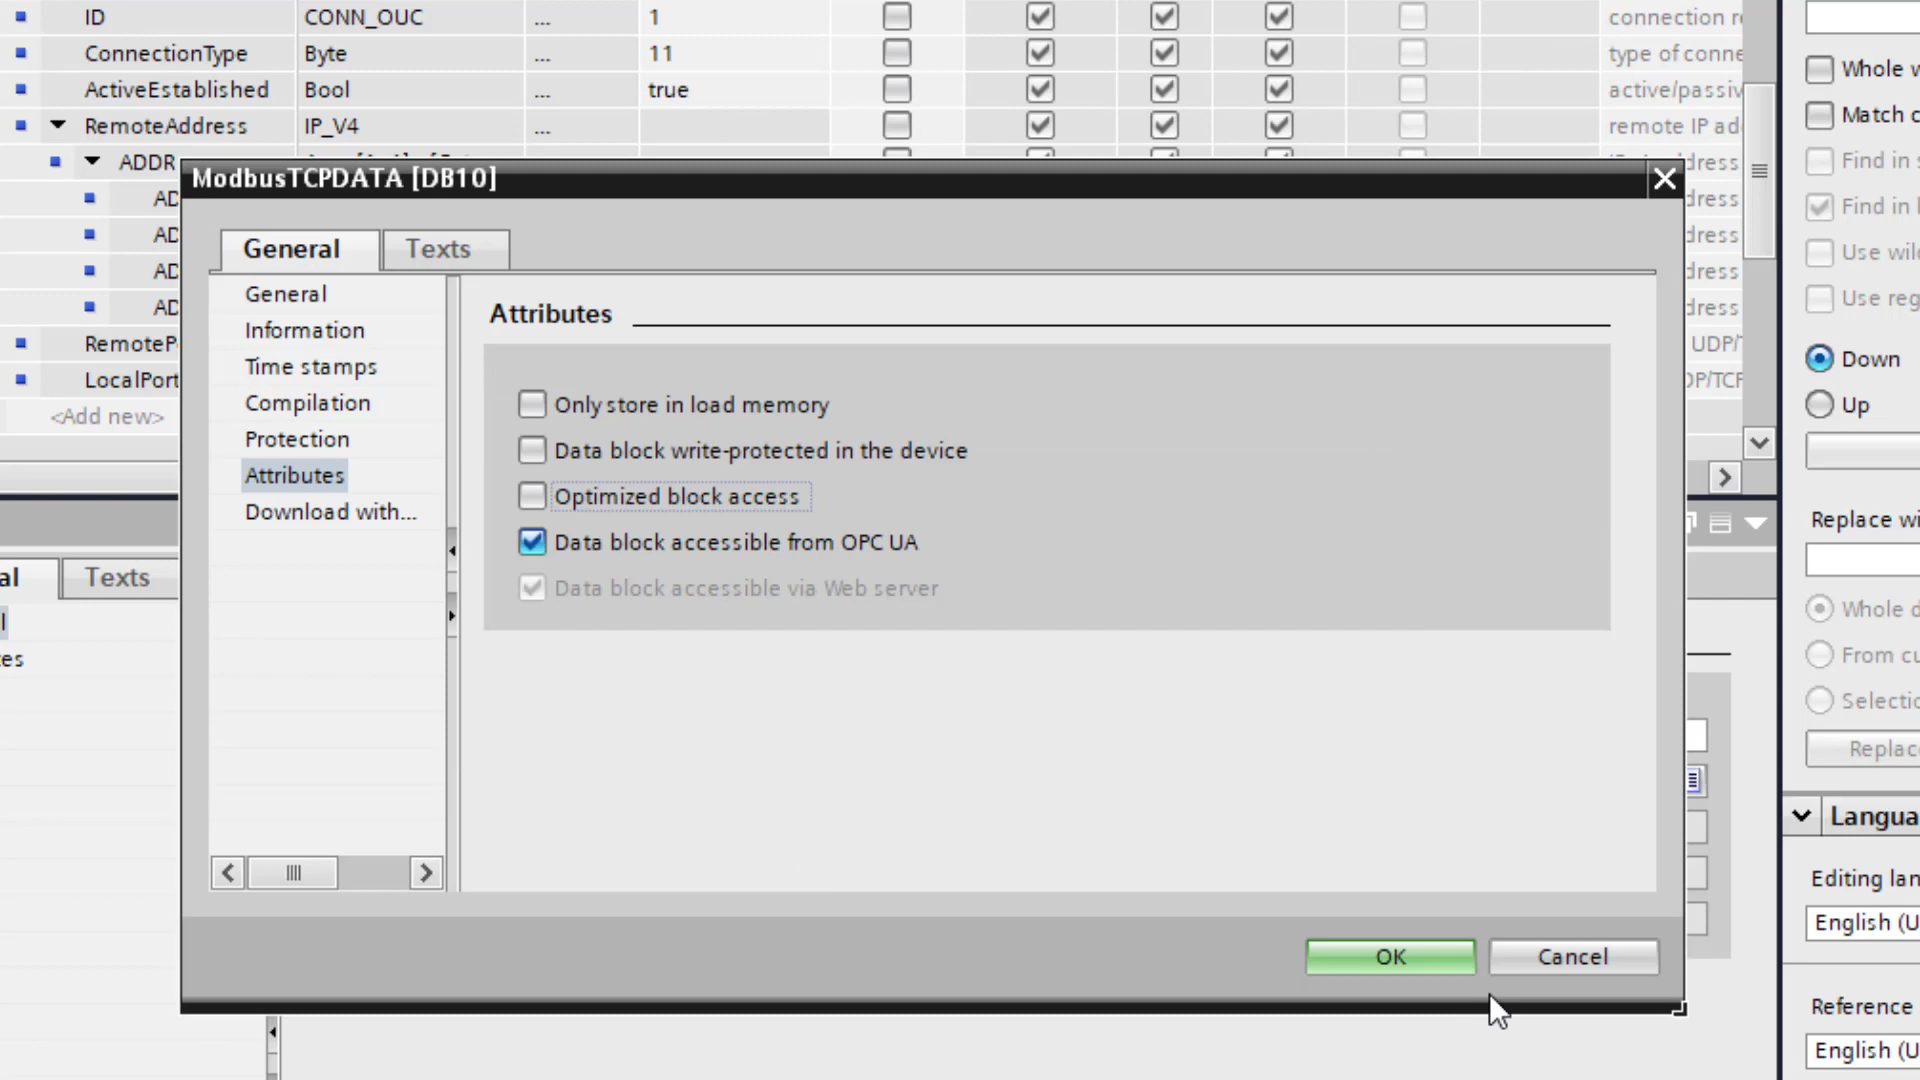 ID CONN_OUC ... 1 connection r
ConnectionType Byte ... 11 type of conne
ActiveEstablished Bool ... true active/passiv
RemoteAddress IP_V4 ... remote IP ad
ADDR
AD
AD
AD
AD
RemoteP
LocalPort
<Add new>
dress
dress
dress
dress
dress
UDP/T
DP/TCF
ModbusTCPDATA [DB10]
General Texts
General
Information
Time stamps
Compilation
Protection
Attributes
Download with...
Attributes
Only store in load memory
Data block write-protected in the device
Optimized block access
Data block accessible from OPC UA
Data block accessible via Web server
OK Cancel
al Texts
l
es
Whole w
Match c
Find in s
Find in l
Use wild
Use reg
Down
Up
Replace wi
Whole d
From cu
Selectio
Replace
Langua
Editing lan
English (U
Reference
English (U